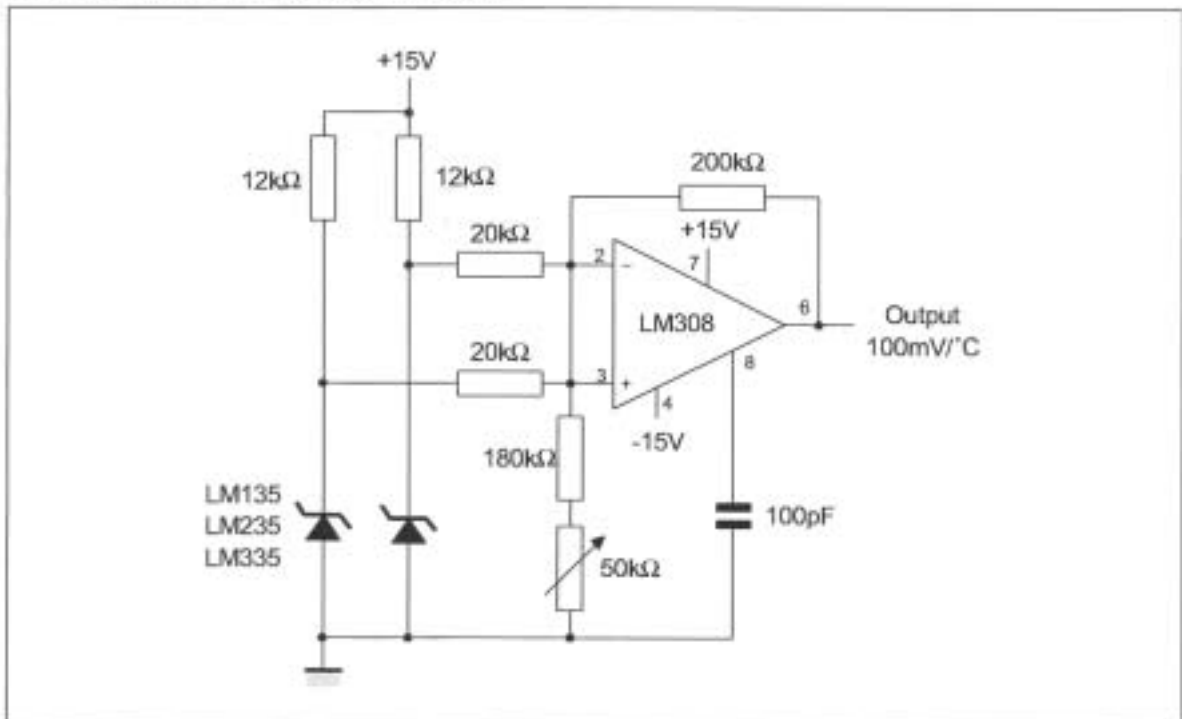 +15V
12kΩ
12kΩ
200kΩ
+15V
20kΩ
2
−
7
LM308
6
Output
100mV/°C
20kΩ
3
+
8
4
-15V
180kΩ
LM135
LM235
LM335
100pF
50kΩ